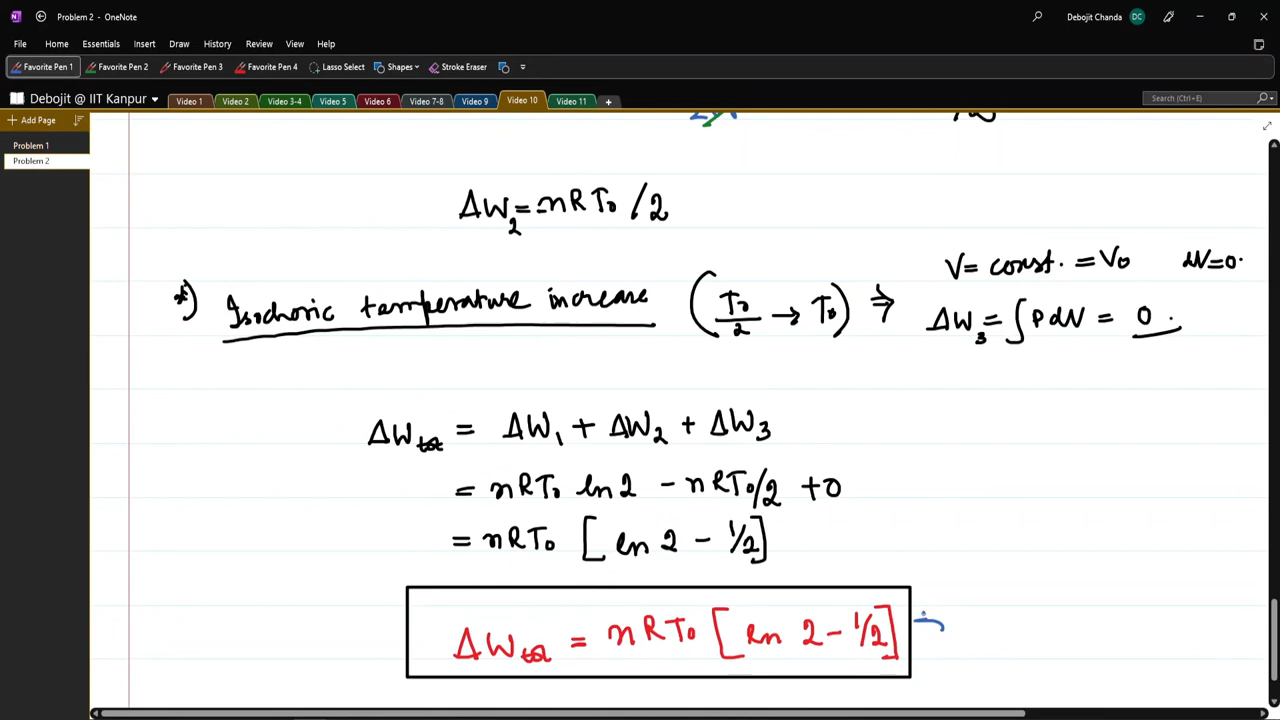 Problem 2 - OneNote
Debojit Chanda DC
File Home Essentials Insert Draw History Review View Help
Favorite Pen 1 Favorite Pen 2 Favorite Pen 3 Favorite Pen 4 Lasso Select Shapes Stroke Eraser
Debojit @ IIT Kanpur Video 1 Video 2 Video 3-4 Video 5 Video 6 Video 7-8 Video 9 Video 10 Video 11 Search (Ctrl+E)
Add Page
Problem 1
Problem 2
ΔW₂ = -nRT₀/2
V = const. = V₀ dV=0.
*) Isochoric temperature increase (T₀/2 → T₀) ⇒
ΔW₃ = ∫PdV = 0.
ΔWtot = ΔW₁ + ΔW₂ + ΔW₃
= nRT₀ ln2 - nRT₀/2 + 0
= nRT₀ [ln 2 - 1/2]
ΔWtot = nRT₀ [ln 2 - 1/2]